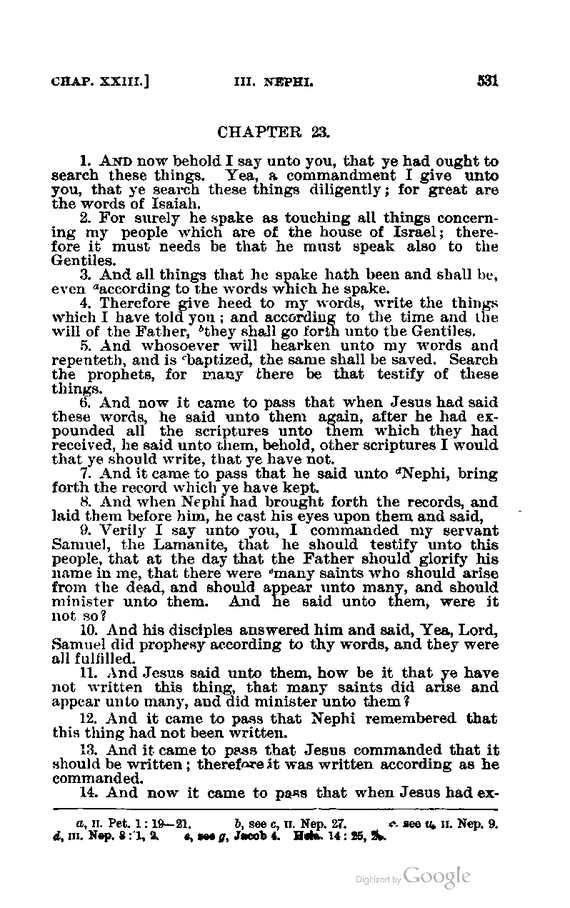 CHAP. XXIII.] III. NEPHI. 531
CHAPTER 23.
1. AND now behold I say unto you, that ye had ought to
search these things. Yea, a commandment I give unto
you, that ye search these things diligently; for great are
the words of Isaiah.
2. For surely he spake as touching all things concern-
ing my people which are of the house of Israel; there-
fore it must needs be that he must speak also to the
Gentiles.
3. And all things that he spake hath been and shall be,
even ᵃaccording to the words which he spake.
4. Therefore give heed to my words, write the things
which I have told you; and according to the time and the
will of the Father, ᵇthey shall go forth unto the Gentiles.
5. And whosoever will hearken unto my words and
repenteth, and is ᶜbaptized, the same shall be saved. Search
the prophets, for many there be that testify of these
things.
6. And now it came to pass that when Jesus had said
these words, he said unto them again, after he had ex-
pounded all the scriptures unto them which they had
received, he said unto them, behold, other scriptures I would
that ye should write, that ye have not.
7. And it came to pass that he said unto ᵈNephi, bring
forth the record which ye have kept.
8. And when Nephi had brought forth the records, and
laid them before him, he cast his eyes upon them and said,
9. Verily I say unto you, I commanded my servant
Samuel, the Lamanite, that he should testify unto this
people, that at the day that the Father should glorify his
name in me, that there were ᵉmany saints who should arise
from the dead, and should appear unto many, and should
minister unto them. And he said unto them, were it
not so?
10. And his disciples answered him and said, Yea, Lord,
Samuel did prophesy according to thy words, and they were
all fulfilled.
11. And Jesus said unto them, how be it that ye have
not written this thing, that many saints did arise and
appear unto many, and did minister unto them?
12. And it came to pass that Nephi remembered that
this thing had not been written.
13. And it came to pass that Jesus commanded that it
should be written; therefore it was written according as he
commanded.
14. And now it came to pass that when Jesus had ex-
a, II. Pet. 1:19—21. b, see c, II. Nep. 27. c. see u, II. Nep. 9.
d, III. Nep. 8:1, 2. e, see g, Jacob 4. Hela. 14:25, 26.
Digitized by Google